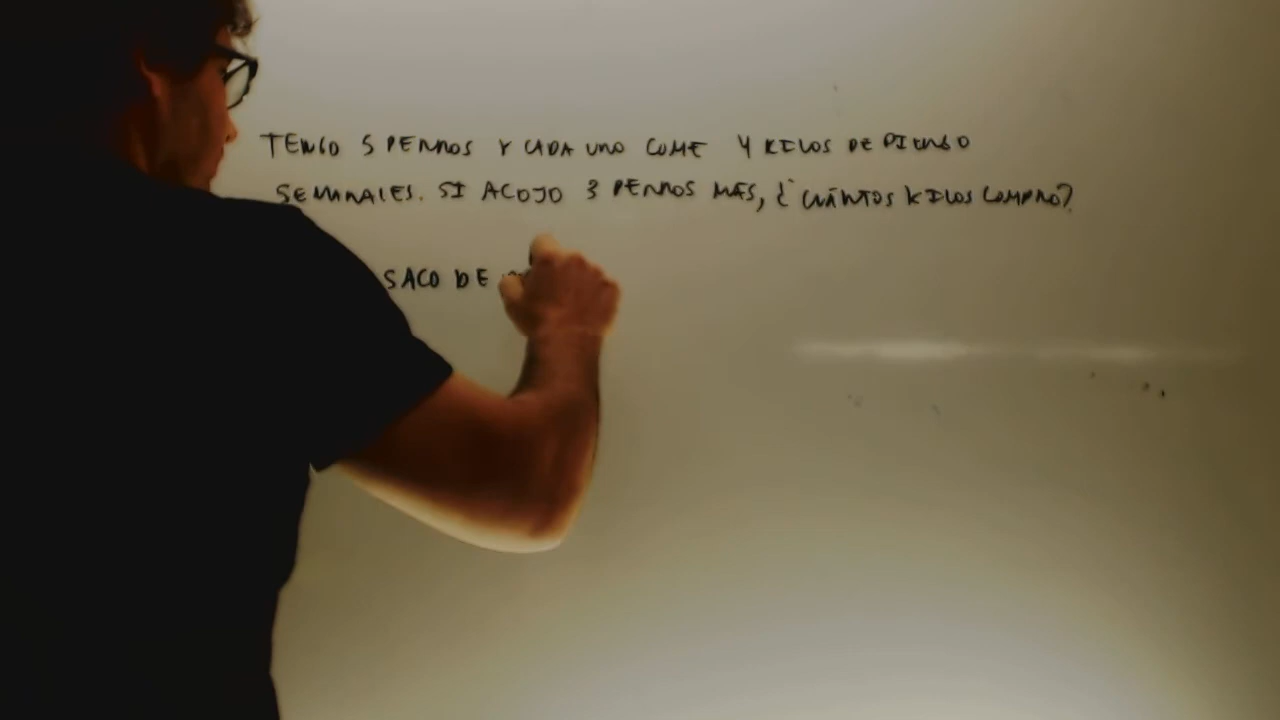 TENGO 5 PERROS Y CADA UNO COME 4 KILOS DE PIENSO
SEMANALES. SI ACOJO 3 PERROS MÁS, ¿CUÁNTOS KILOS COMPRO?
SACO DE